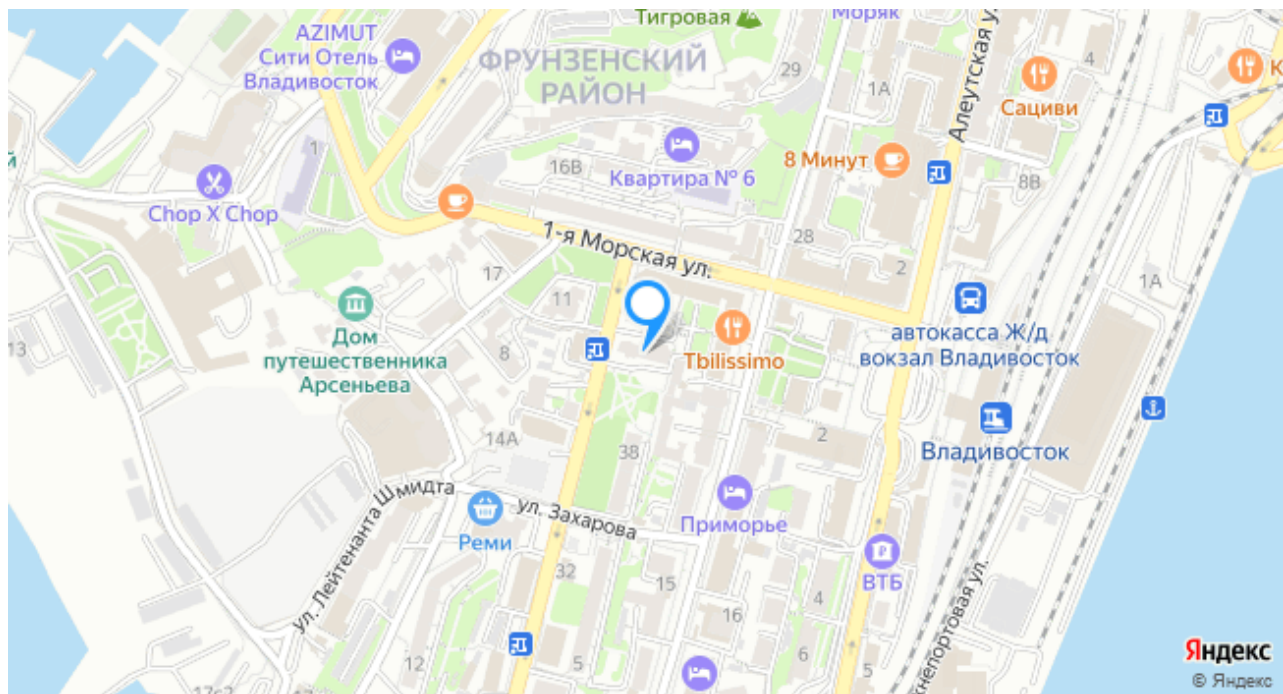 Тигровая
Моряк
AZIMUT
Сити Отель
Владивосток
ФРУНЗЕНСКИЙ
РАЙОН
29
1А
4
Алеутская ул
Сациви
К
й
1
16В
Квартира № 6
8 Минут
8В
Chop X Chop
1-я Морская ул.
28
2
17
11
1А
13
Дом
путешественника
Арсеньева
8
Tbilissimo
автокасса Ж/д
вокзал Владивосток
14А
38
2
Владивосток
ул. Лейтенанта Шмидта
Реми
ул. Захарова
Приморье
ВТБ
32
15
16
4
6
12
5
5
17с2
жнепортовая ул.
Яндекс
© Яндекс